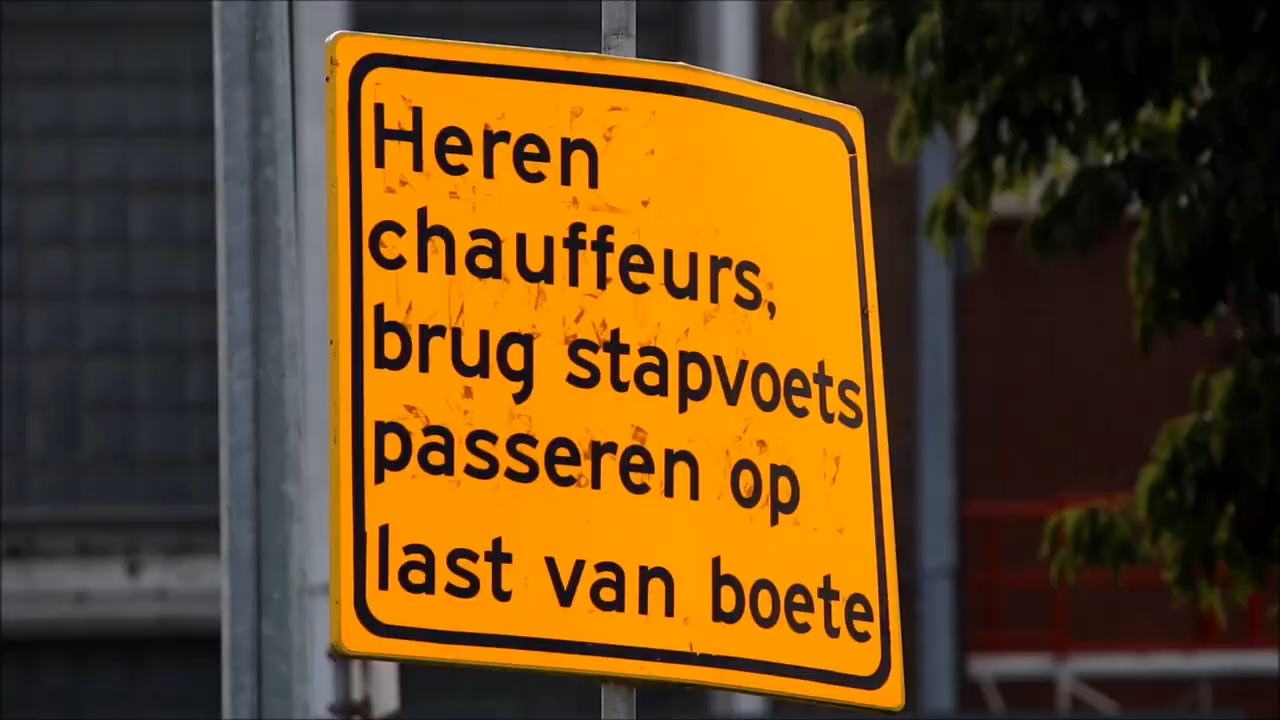 Heren
chauffeurs,
brug stapvoets
passeren op
last van boete